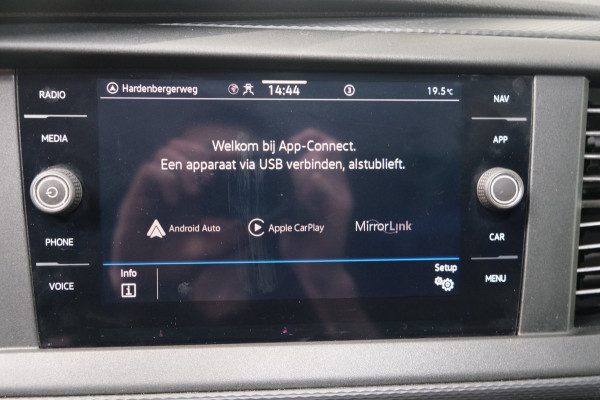 Hardenbergerweg 14:44 3 19.5°C
RADIO
NAV
MEDIA
APP
Welkom bij App-Connect.
Een apparaat via USB verbinden, alstublieft.
Android Auto Apple CarPlay MirrorLink
PHONE
CAR
Info
Setup
VOICE
MENU